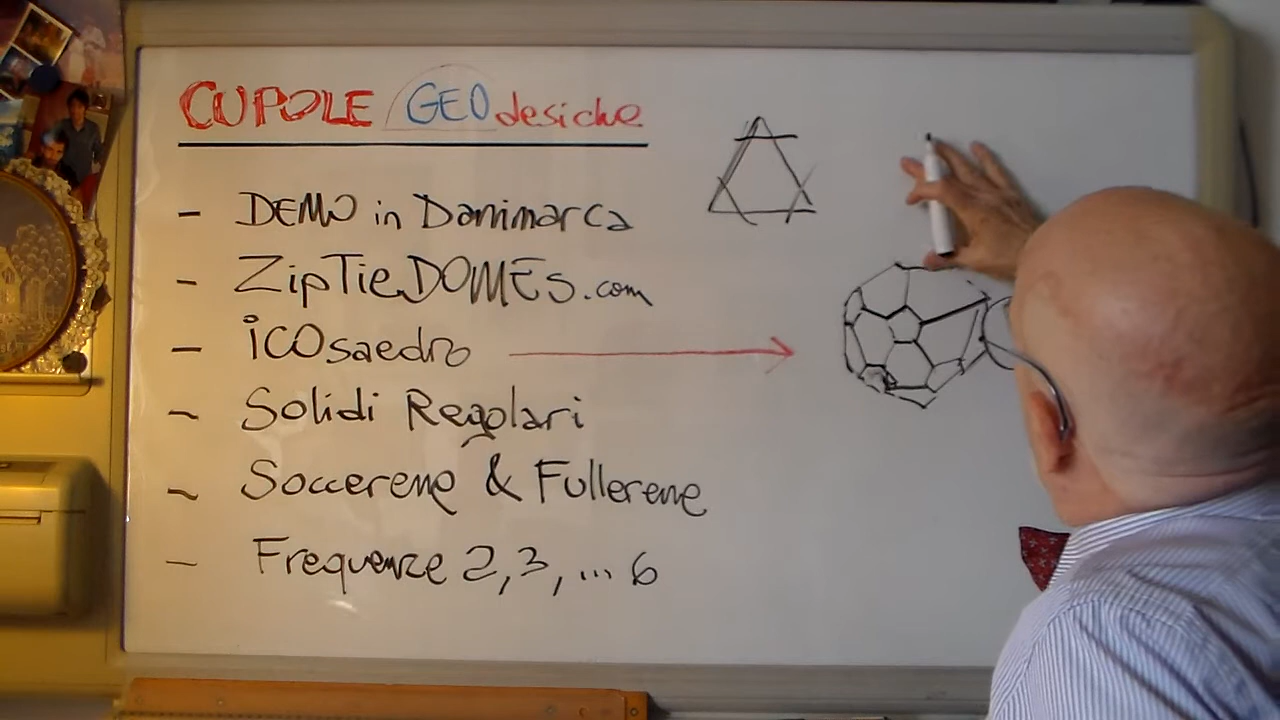 CUPOLE GEOdesiche
- DEMO in Danimarca
- ZipTieDOMES.com
- iCOsaedro
- Solidi Regolari
- Soccerene & Fullerene
- Frequenze 2,3, ... 6